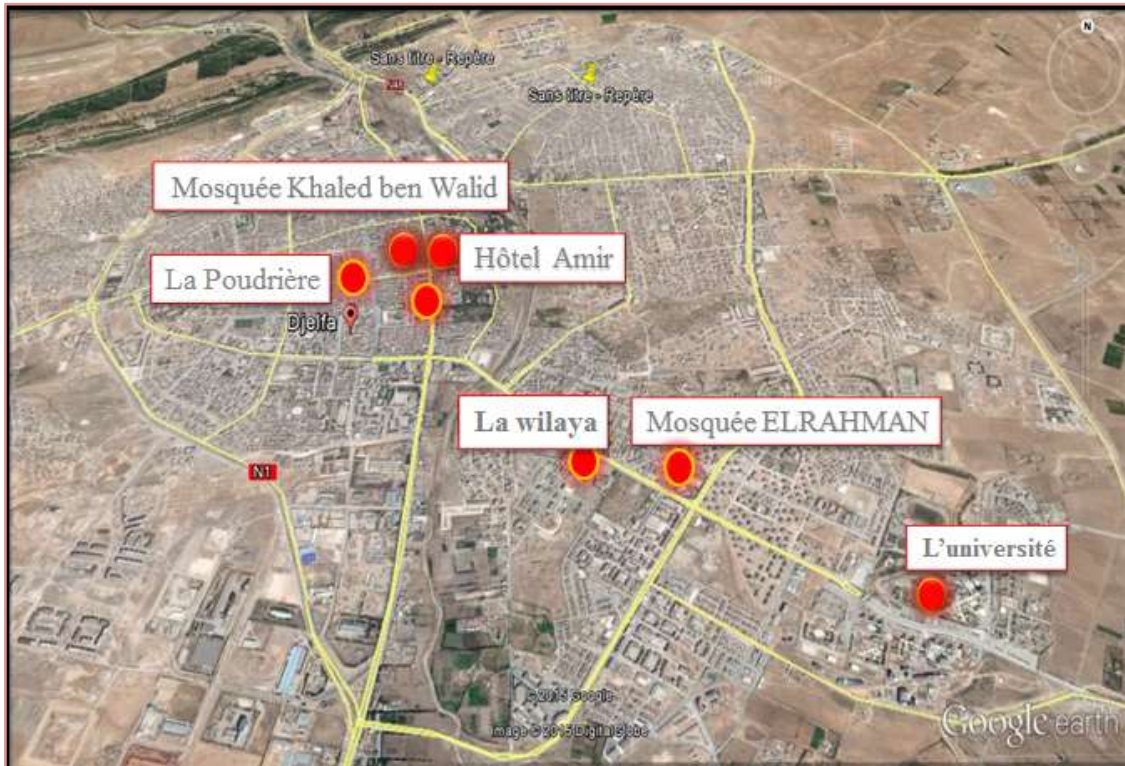 N
Sans titre - Repère
Sans titre - Repère
Mosquée Khaled ben Walid
Hôtel Amir
La Poudrière
Djelfa
La wilaya
Mosquée ELRAHMAN
N1
L'université
© 2015 Google
Image © 2015 DigitalGlobe
Google earth